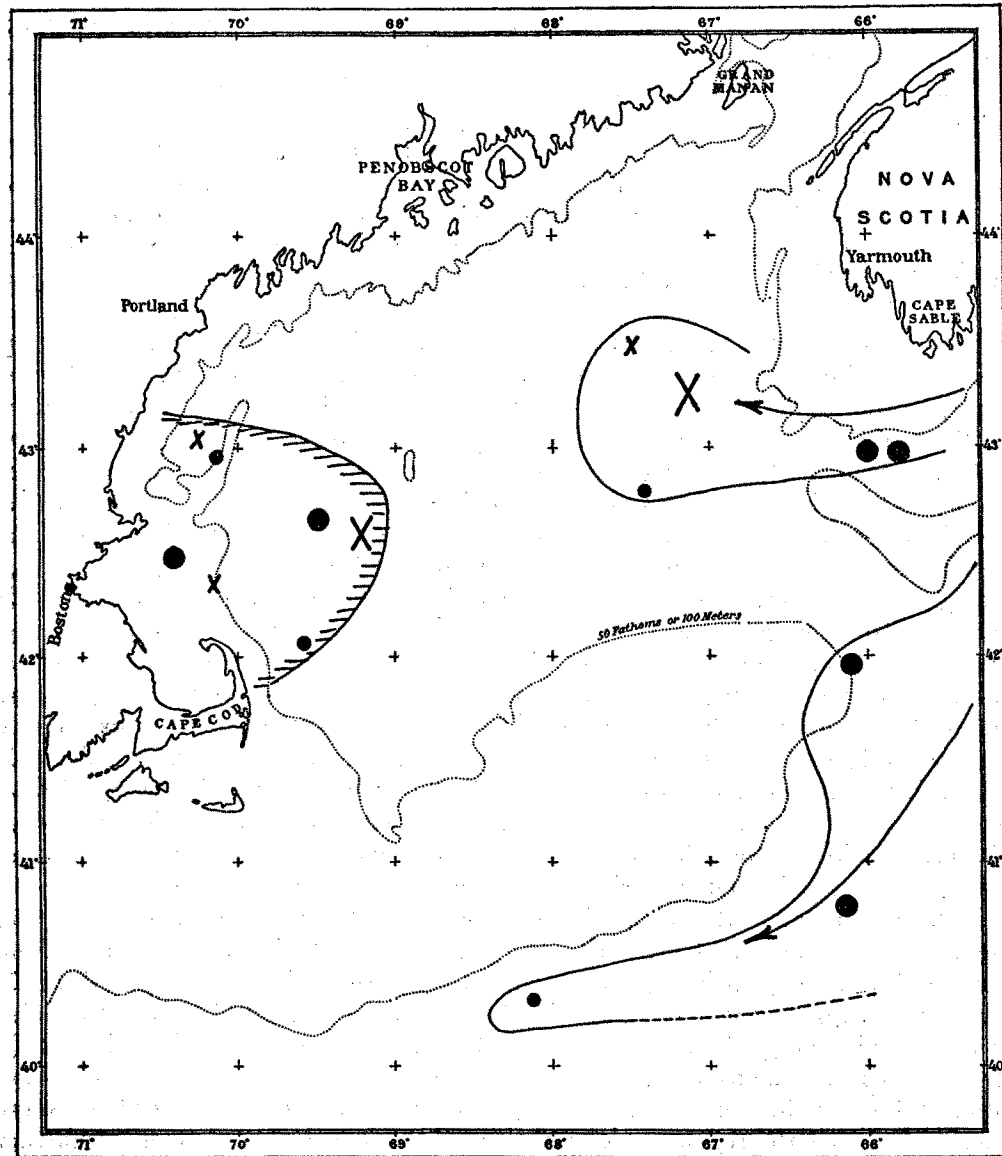 71° 70° 69° 68° 67° 66°
GRAND
MANAN
PENOBSCOT
BAY
NOVA
SCOTIA
44° 44°
Yarmouth
Portland
CAPE
SABLE
43° 43°
Boston
50 Fathoms or 100 Meters
42° 42°
CAPE COD
41° 41°
40° 40
71° 70° 69° 68° 67° 66°